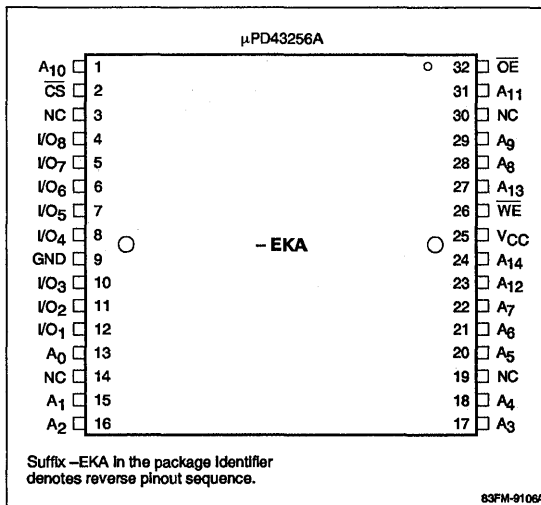 μPD43256A
A10 1 32 OE
CS 2 31 A11
NC 3 30 NC
I/O8 4 29 A9
I/O7 5 28 A8
I/O6 6 27 A13
I/O5 7 26 WE
I/O4 8 25 VCC
–EKA
GND 9 24 A14
I/O3 10 23 A12
I/O2 11 22 A7
I/O1 12 21 A6
A0 13 20 A5
NC 14 19 NC
A1 15 18 A4
A2 16 17 A3
Suffix –EKA in the package identifier
denotes reverse pinout sequence.
83FM-9106A